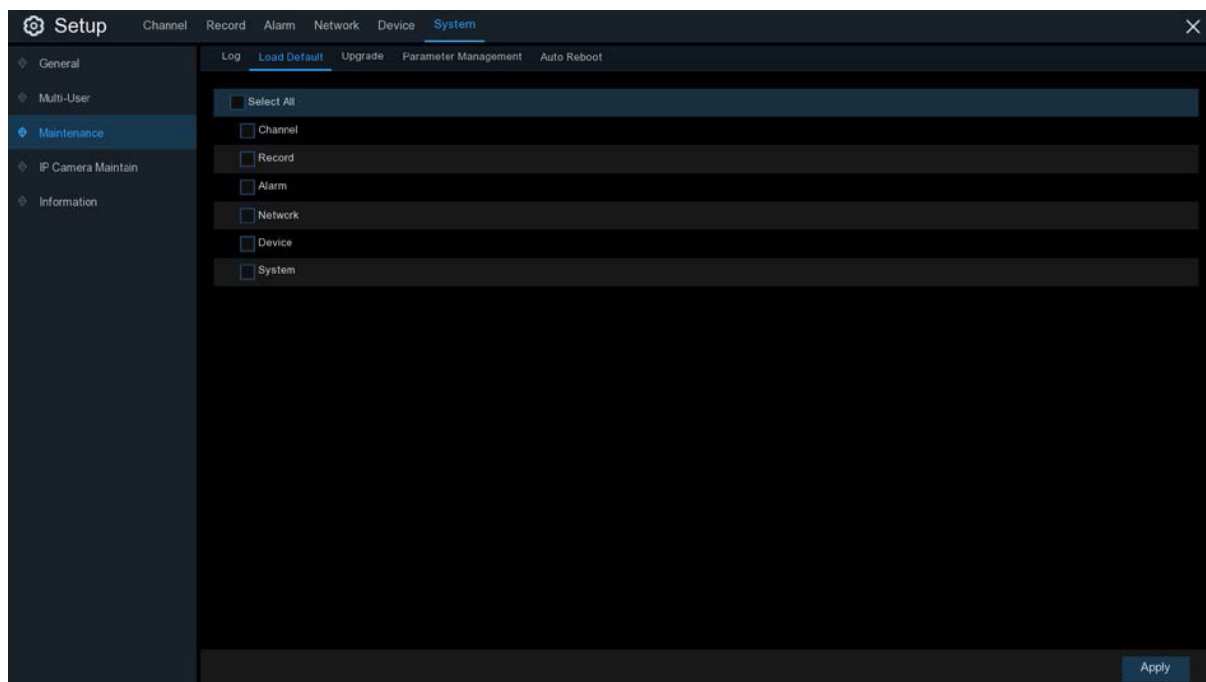 Setup Channel Record Alarm Network Device System
General
Multi-User
Maintenance
IP Camera Maintain
Information
Log Load Default Upgrade Parameter Management Auto Reboot
Select All
Channel
Record
Alarm
Network
Device
System
Apply